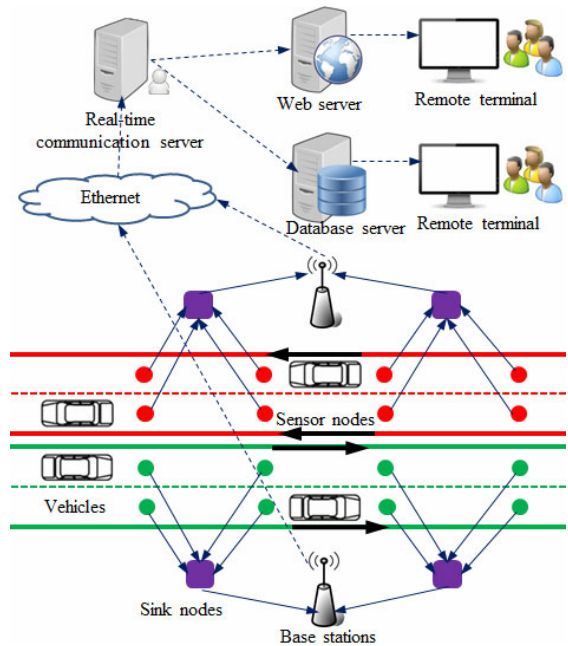 Web server
Remote terminal
Real-time
communication server
Ethernet
Database server
Remote terminal
Sensor nodes
Vehicles
Sink nodes
Base stations